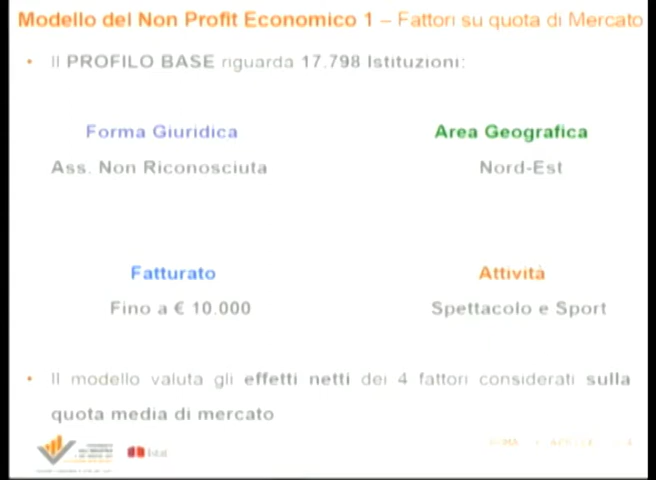 Modello del Non Profit Economico 1 – Fattori su quota di Mercato
• Il PROFILO BASE riguarda 17.798 Istituzioni:
Forma Giuridica
Area Geografica
Ass. Non Riconosciuta
Nord-Est
Fatturato
Attività
Fino a € 10.000
Spettacolo e Sport
• Il modello valuta gli effetti netti dei 4 fattori considerati sulla
quota media di mercato
Istat